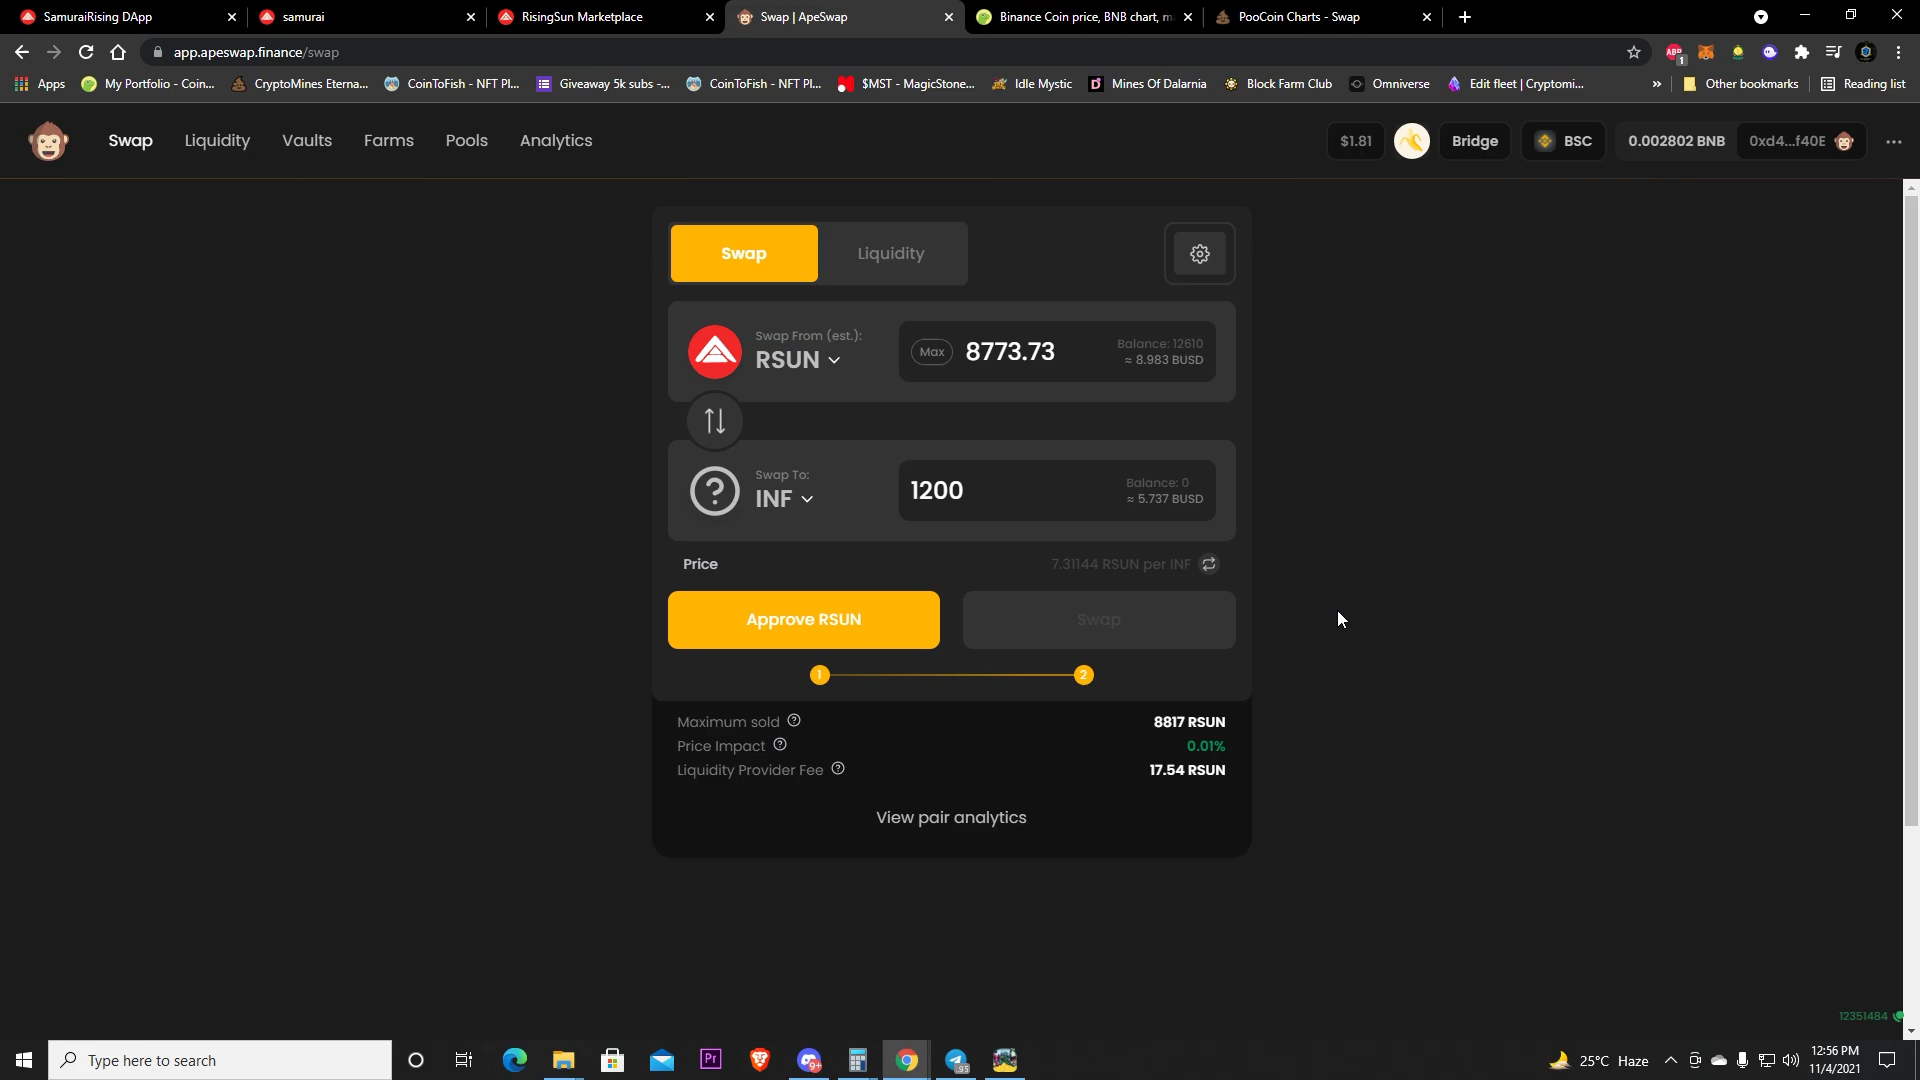 SamuraiRising DApp
samurai
RisingSun Marketplace
Swap | ApeSwap
Binance Coin price, BNB chart, m
PooCoin Charts - Swap
app.apeswap.finance/swap
ABP
1
Apps
My Portfolio - Coin...
CryptoMines Eterna...
CoinToFish - NFT Pl...
Giveaway 5k subs -...
CoinToFish - NFT Pl...
$MST - MagicStone...
Idle Mystic
Mines Of Dalarnia
Block Farm Club
Omniverse
Edit fleet | Cryptomi...
»
Other bookmarks
Reading list
Swap
Liquidity
Vaults
Farms
Pools
Analytics
$1.81
Bridge
BSC
0.002802 BNB
0xd4...f40E
Swap
Liquidity
Swap From (est.):
RSUN
Max
8773.73
Balance: 12610
≈ 8.983 BUSD
Swap To:
INF
1200
Balance: 0
≈ 5.737 BUSD
Price
7.31144 RSUN per INF
Approve RSUN
Swap
1
2
Maximum sold
8817 RSUN
Price Impact
0.01%
Liquidity Provider Fee
17.54 RSUN
View pair analytics
12351484
Type here to search
Pr
9+
95
25°C Haze
12:56 PM
11/4/2021